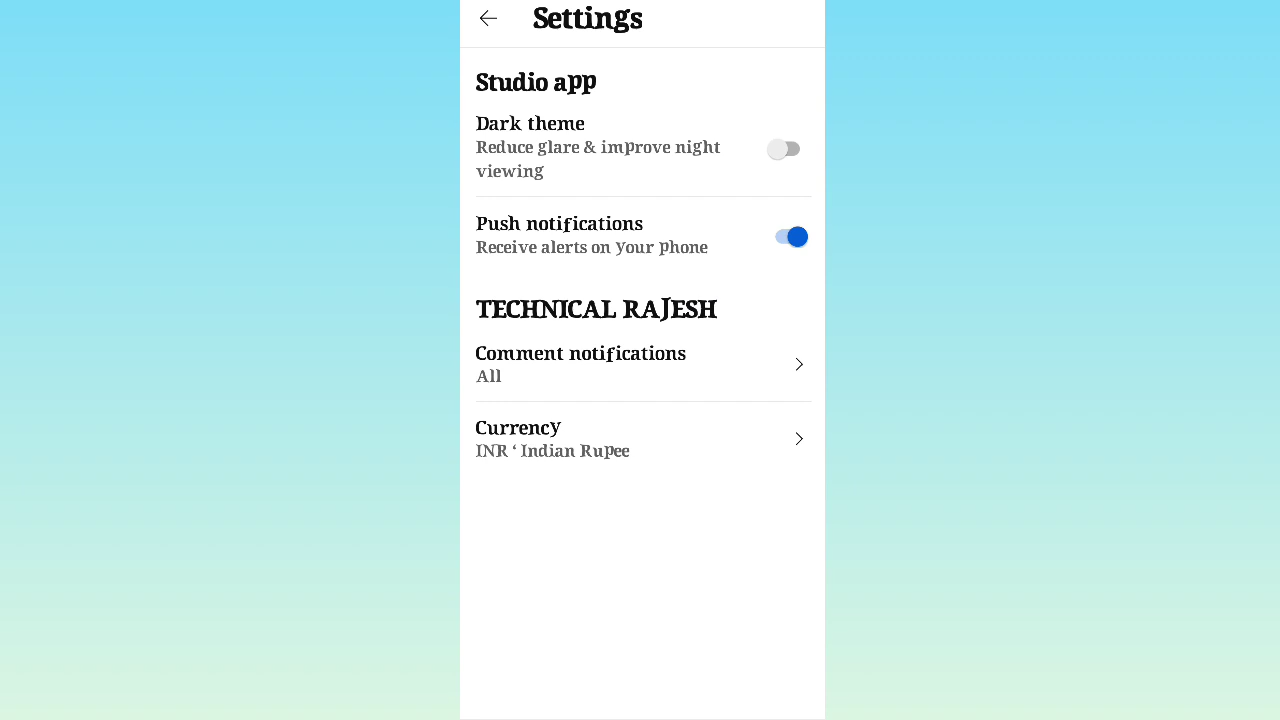 Settings
Studio app
Dark theme
Reduce glare & improve night
viewing
Push notifications
Receive alerts on your phone
TECHNICAL RAJESH
Comment notifications
All
Currency
INR ‘ Indian Rupee